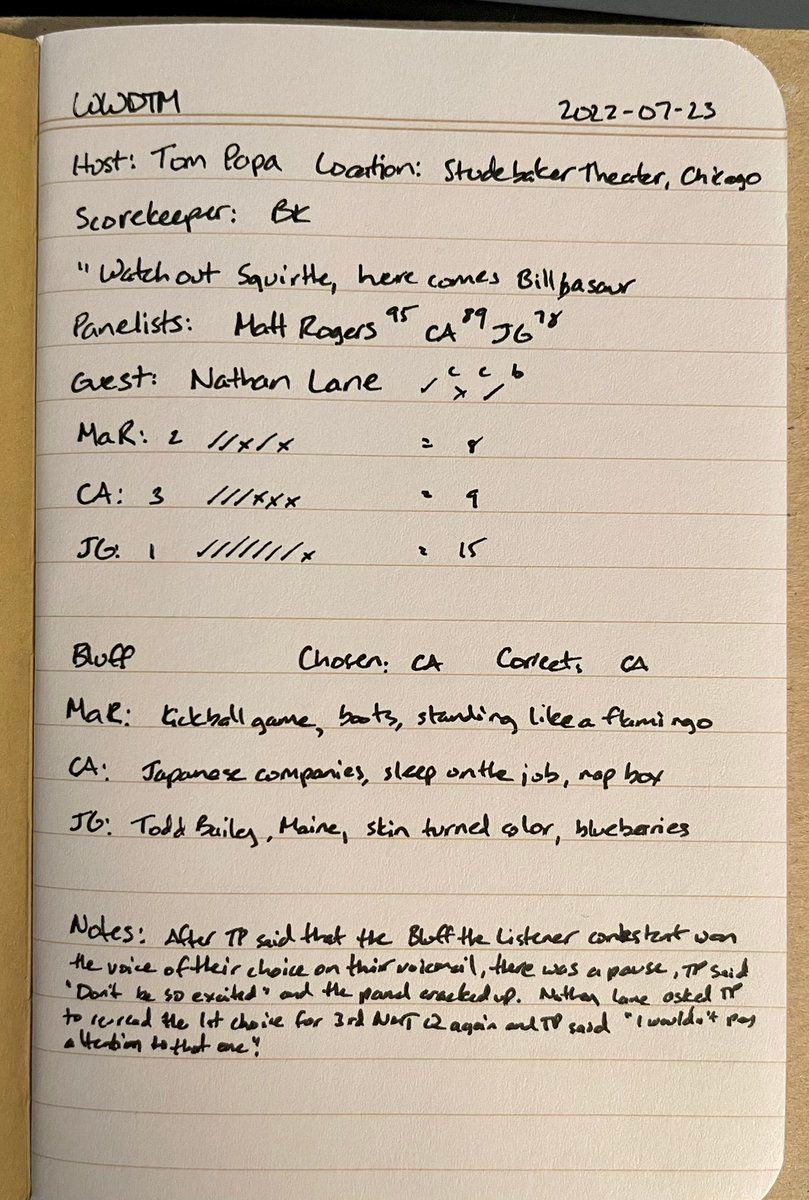 WWDTM 2022-07-23
Host: Tom Papa Location: Studebaker Theater, Chicago
Scorekeeper: BK
"Watch out Squirtle, here comes Billbasaur
Panelists: Matt Rogers 95 CA 89 JG 78
Guest: Nathan Lane ✓ c x c ✓ b
MaR: 2 //x/x = 8
CA: 3 ///xxx = 9
JG: 1 ///////x = 15
Bluff Chosen: CA Correct: CA
MaR: Kickball game, boots, standing like a flamingo
CA: Japanese companies, sleep on the job, nap box
JG: Todd Bailey, Maine, skin turned color, blueberries
Notes: After TP said that the Bluff the Listener contestant won
the voice of their choice on their voicemail, there was a pause, TP said
"Don't be so excited" and the panel cracked up. Nathan Lane asked TP
to reread the 1st choice for 3rd NMJ Q again and TP said "I wouldn't pay
attention to that one".